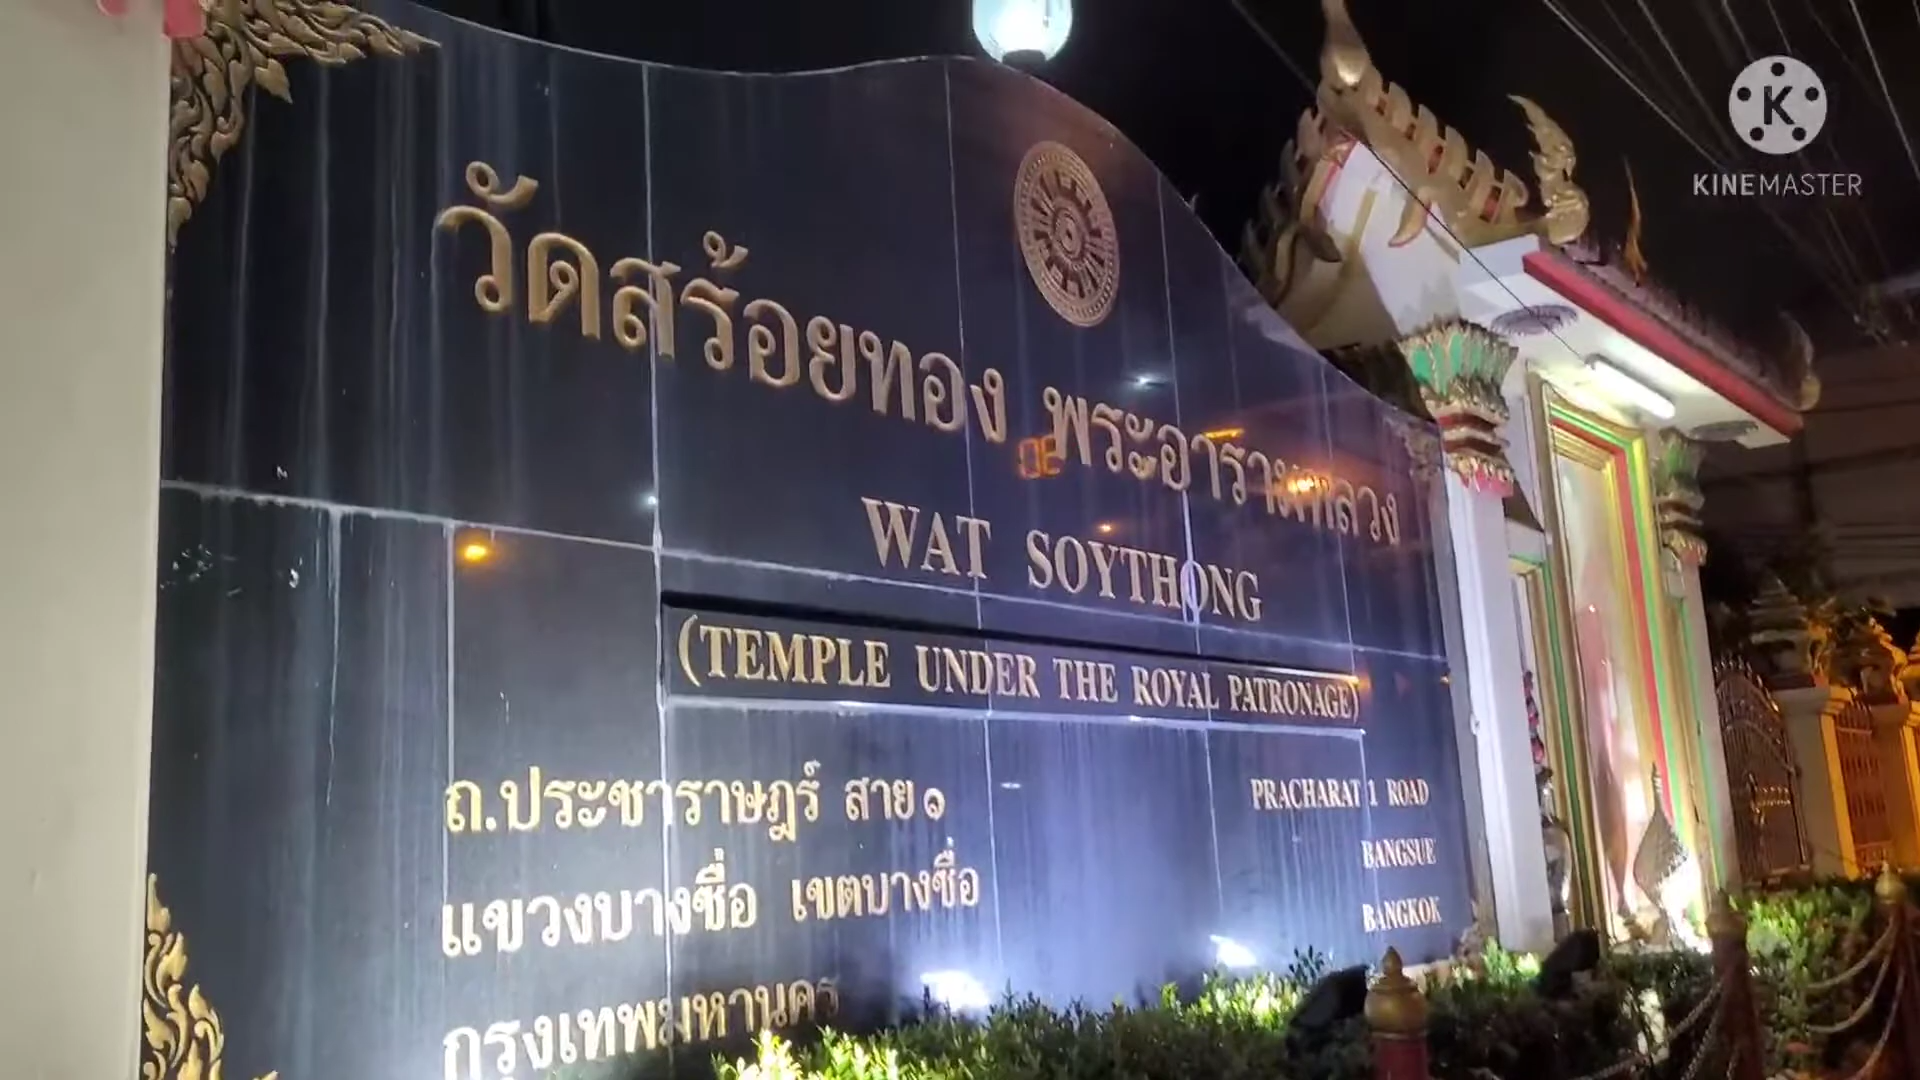 K
KINEMASTER
วัดสร้อยทอง พระอารามหลวง
WAT SOYTHONG
(TEMPLE UNDER THE ROYAL PATRONAGE)
ถ.ประชาราษฎร์ สาย ๑
แขวงบางซื่อ เขตบางซื่อ
กรุงเทพมหานคร
PRACHARAT 1 ROAD
BANGSUE
BANGKOK